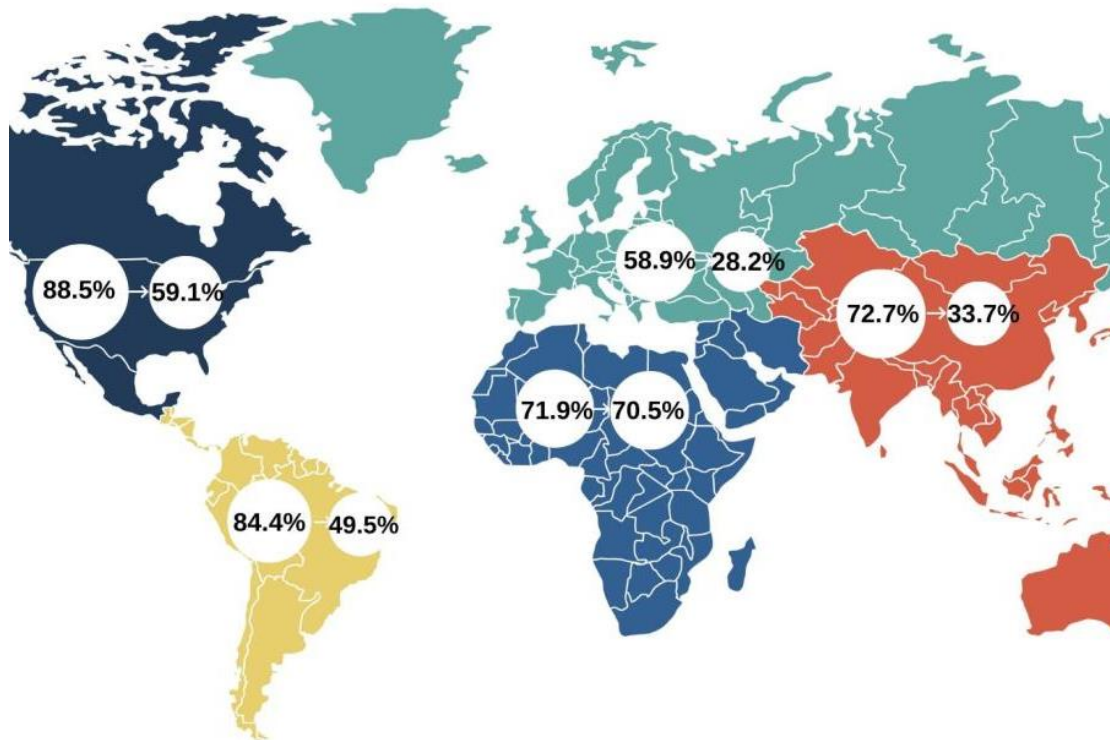 88.5% → 59.1%
58.9% → 28.2%
72.7% → 33.7%
71.9% → 70.5%
84.4% → 49.5%